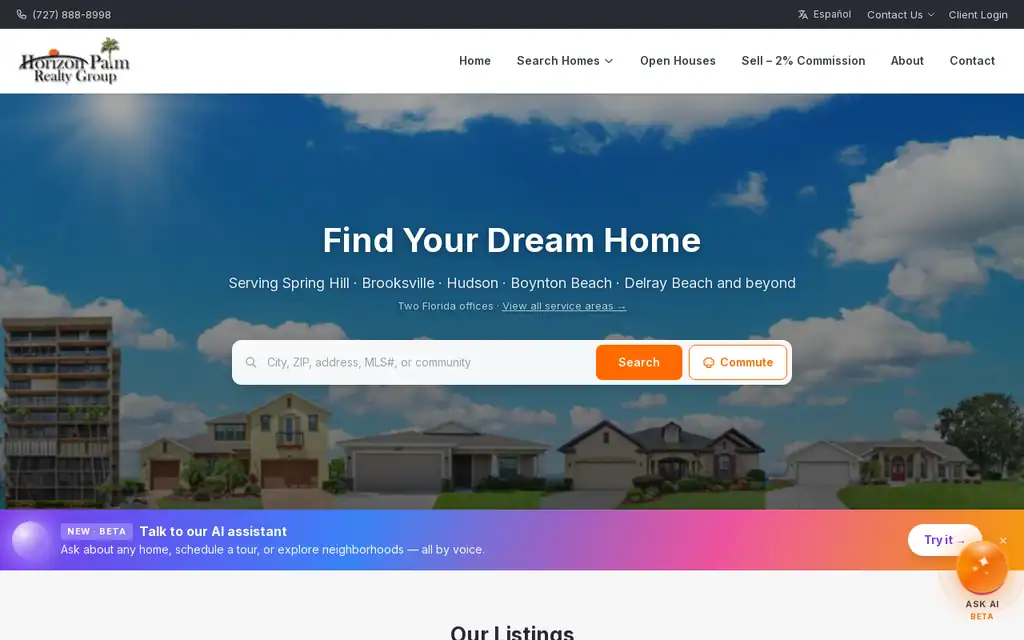 (727) 888-8998
Español
Contact Us
Client Login
Horizon Palm
Realty Group
Home
Search Homes
Open Houses
Sell – 2% Commission
About
Contact
Find Your Dream Home
Serving Spring Hill · Brooksville · Hudson · Boynton Beach · Delray Beach and beyond
Two Florida offices · View all service areas →
City, ZIP, address, MLS#, or community
Search
Commute
NEW · BETA Talk to our AI assistant
Ask about any home, schedule a tour, or explore neighborhoods — all by voice.
Try it →
×
ASK AI
BETA
Our Listings